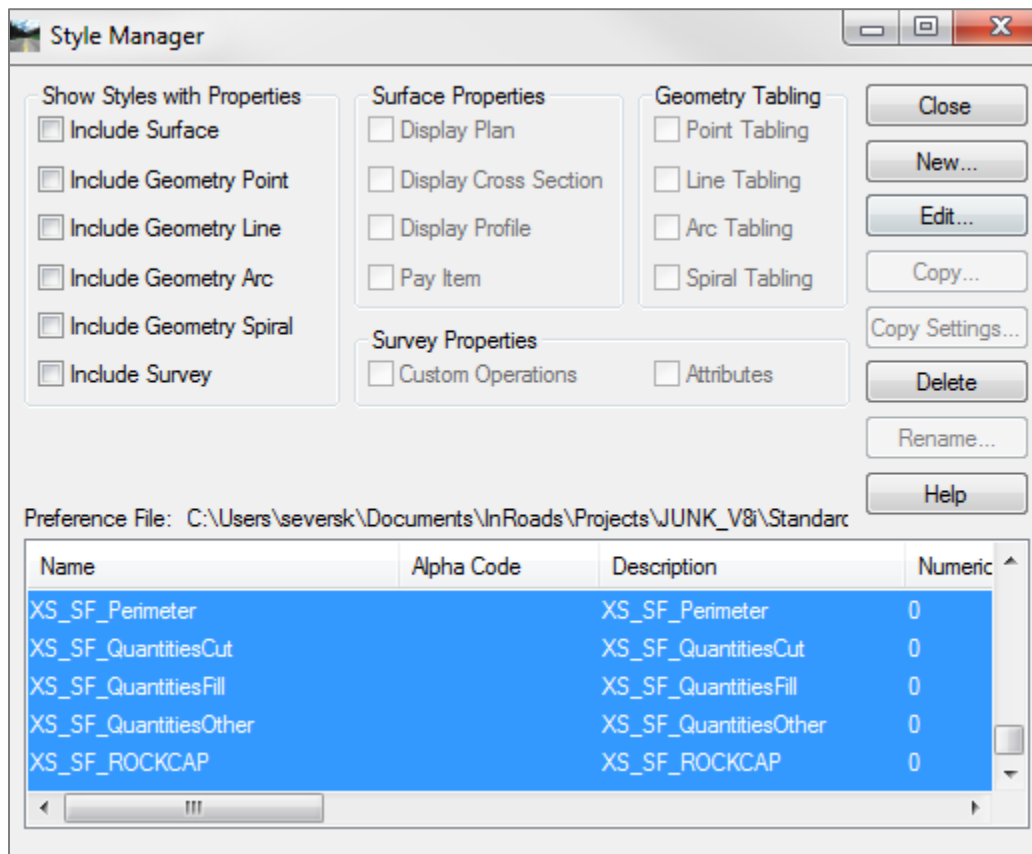 Style Manager
Show Styles with Properties
Include Surface
Include Geometry Point
Include Geometry Line
Include Geometry Arc
Include Geometry Spiral
Include Survey
Surface Properties
Display Plan
Display Cross Section
Display Profile
Pay Item
Geometry Tabling
Point Tabling
Line Tabling
Arc Tabling
Spiral Tabling
Survey Properties
Custom Operations
Attributes
Close
New...
Edit...
Copy...
Copy Settings...
Delete
Rename...
Help
Preference File: C:\Users\seversk\Documents\InRoads\Projects\JUNK_V8i\Standarc
Name Alpha Code Description Numeric
XS_SF_Perimeter XS_SF_Perimeter 0
XS_SF_QuantitiesCut XS_SF_QuantitiesCut 0
XS_SF_QuantitiesFill XS_SF_QuantitiesFill 0
XS_SF_QuantitiesOther XS_SF_QuantitiesOther 0
XS_SF_ROCKCAP XS_SF_ROCKCAP 0